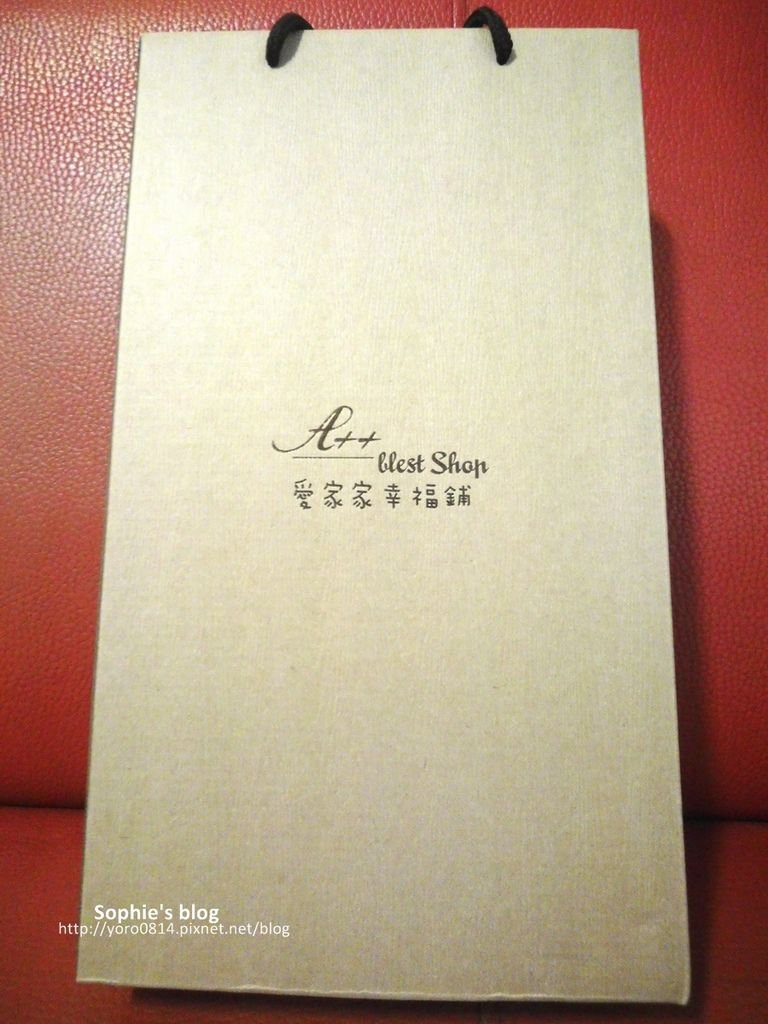 A++
blest Shop
愛家家幸福鋪
Sophie's blog
http://yoro0814.pixnet.net/blog